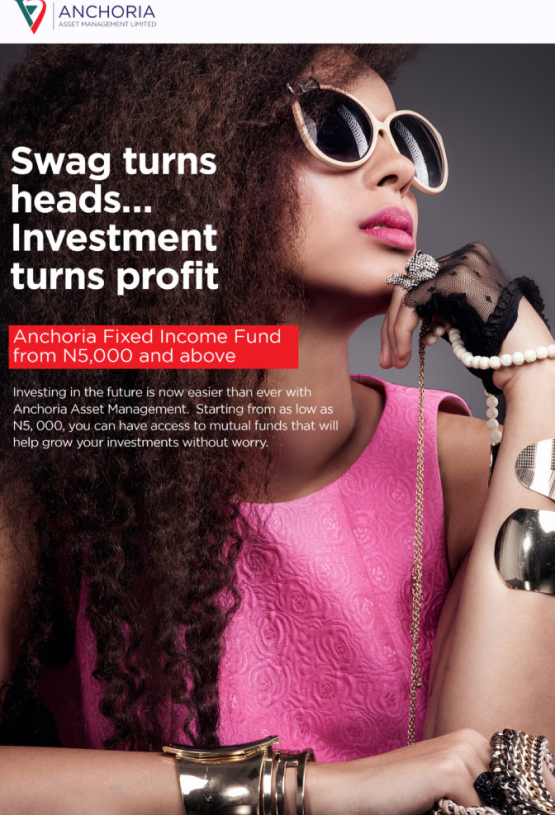 ANCHORIA
ASSET MANAGEMENT LIMITED
Swag turns
heads...
Investment
turns profit
Anchoria Fixed Income Fund
from N5,000 and above
Investing in the future is now easier than ever with
Anchoria Asset Management. Starting from as low as
N5, 000, you can have access to mutual funds that will
help grow your investments without worry.